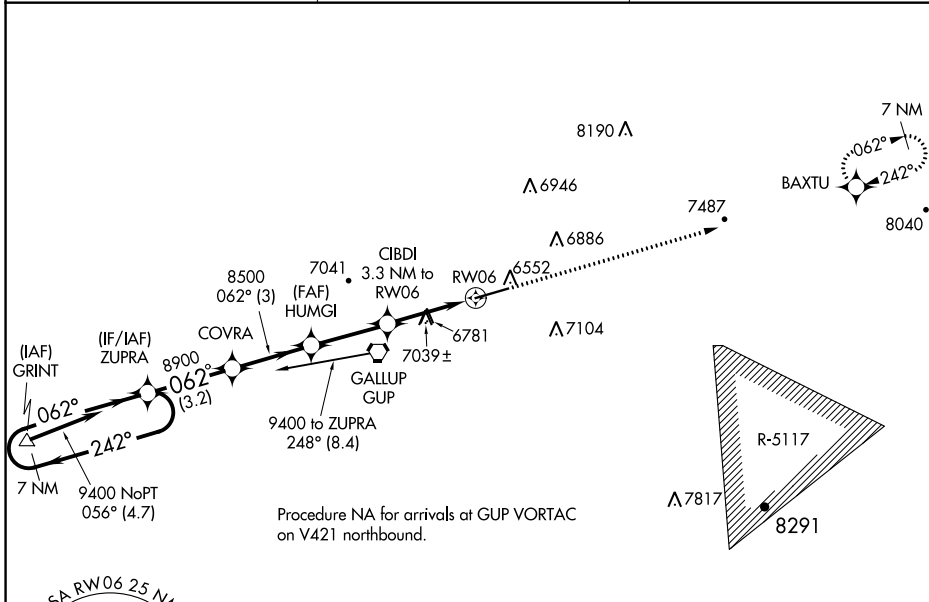 7 NM
8190
062°
242°
BAXTU
6946
7487
8040
6886
CIBDI
3.3 NM to
RW06
RW06
6552
7041
8500
062° (3)
(FAF)
HUMGI
COVRA
6781
7104
7039±
(IF/IAF)
ZUPRA
8900
062°
(3.2)
(IAF)
GRINT
GALLUP
GUP
062°
242°
9400 to ZUPRA
248° (8.4)
R-5117
7 NM
9400 NoPT
056° (4.7)
7817
8291
Procedure NA for arrivals at GUP VORTAC
on V421 northbound.
RW06 25